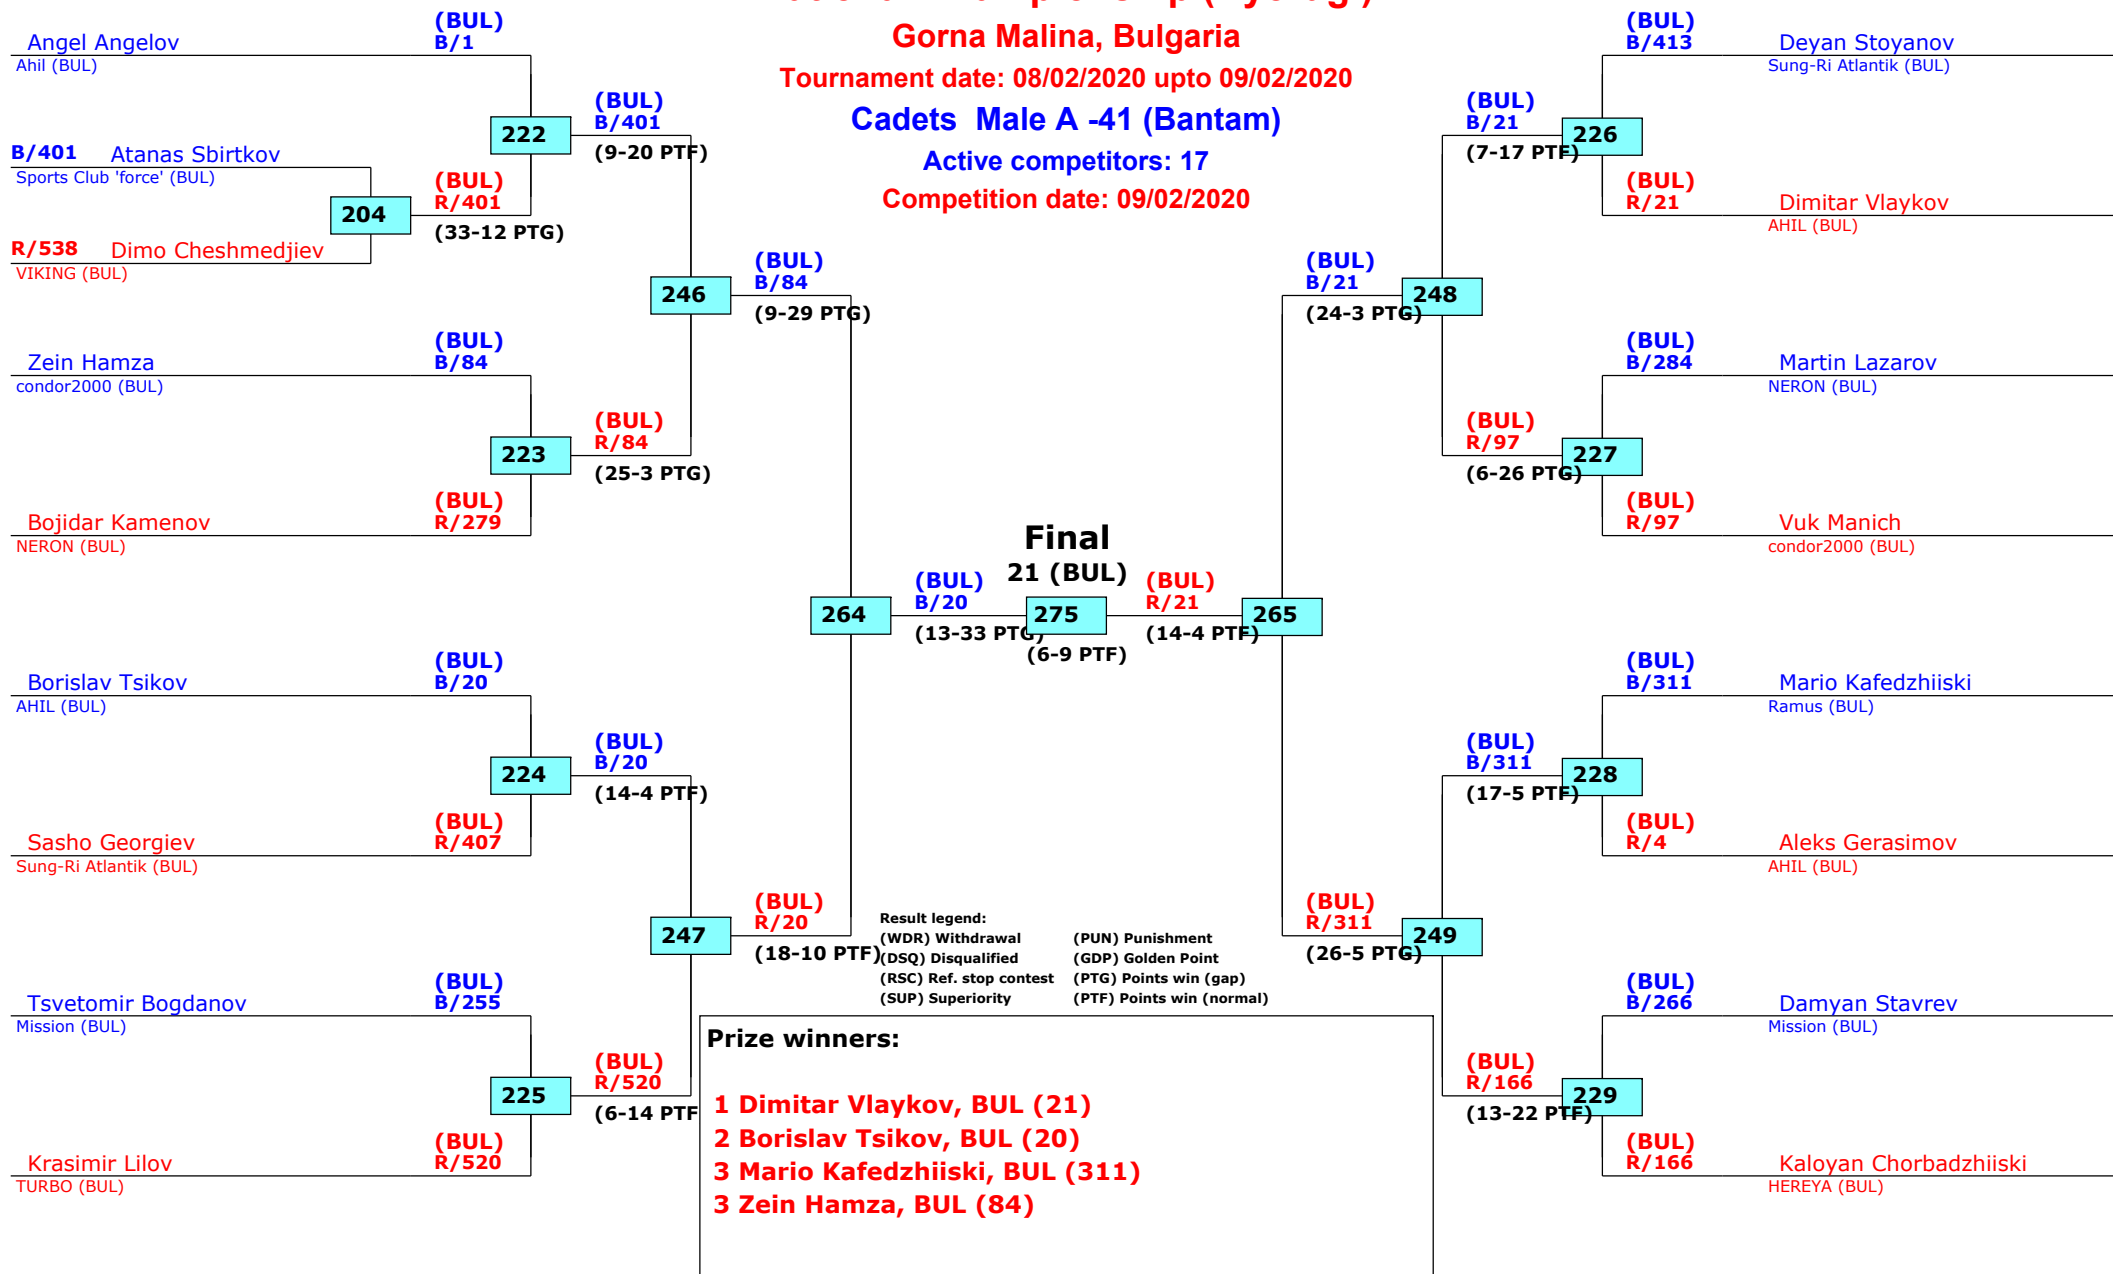 Gorna Malina, Bulgaria
Tournament date: 08/02/2020 upto 09/02/2020
Cadets Male A -41 (Bantam)
Active competitors: 17
Competition date: 09/02/2020
(BUL)
Angel Angelov B/1
Ahil (BUL)
222
(BUL)
B/401
(9-20 PTF)
B/401 Atanas Sbirtkov
Sports Club 'force' (BUL)
204
(BUL)
R/401
(33-12 PTG)
R/538 Dimo Cheshmedjiev
VIKING (BUL)
246
(BUL)
B/84
(9-29 PTG)
(BUL)
Zein Hamza B/84
condor2000 (BUL)
223
(BUL)
R/84
(25-3 PTG)
(BUL)
Bojidar Kamenov R/279
NERON (BUL)
264
(BUL)
B/20
(13-33 PTG)
(BUL)
Borislav Tsikov B/20
AHIL (BUL)
224
(BUL)
B/20
(14-4 PTF)
(BUL)
Sasho Georgiev R/407
Sung-Ri Atlantik (BUL)
247
(BUL)
R/20
(18-10 PTF)
(BUL)
Tsvetomir Bogdanov B/255
Mission (BUL)
225
(BUL)
R/520
(6-14 PTF
(BUL)
Krasimir Lilov R/520
TURBO (BUL)
Final
21 (BUL)
275
(6-9 PTF)
(BUL)
R/21
(14-4 PTF)
265
(BUL)
B/21
(24-3 PTG)
248
(BUL)
B/21
(7-17 PTF)
226
(BUL)
B/413 Deyan Stoyanov
Sung-Ri Atlantik (BUL)
(BUL)
R/21 Dimitar Vlaykov
AHIL (BUL)
(BUL)
B/284 Martin Lazarov
NERON (BUL)
(BUL)
R/97
(6-26 PTG)
227
(BUL)
R/97 Vuk Manich
condor2000 (BUL)
(BUL)
B/311 Mario Kafedzhiiski
Ramus (BUL)
(BUL)
B/311
(17-5 PTF)
228
(BUL)
R/4 Aleks Gerasimov
AHIL (BUL)
(BUL)
R/311
(26-5 PTG)
249
(BUL)
B/266 Damyan Stavrev
Mission (BUL)
(BUL)
R/166
(13-22 PTF)
229
(BUL)
R/166 Kaloyan Chorbadzhiiski
HEREYA (BUL)
Result legend:
(WDR) Withdrawal (PUN) Punishment
(DSQ) Disqualified (GDP) Golden Point
(RSC) Ref. stop contest (PTG) Points win (gap)
(SUP) Superiority (PTF) Points win (normal)
Prize winners:
1 Dimitar Vlaykov, BUL (21)
2 Borislav Tsikov, BUL (20)
3 Mario Kafedzhiiski, BUL (311)
3 Zein Hamza, BUL (84)